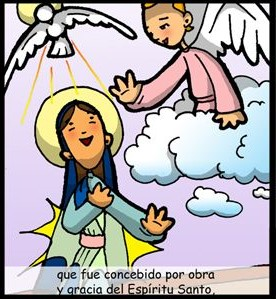 que fue concebido por obra
y gracia del Espíritu Santo,